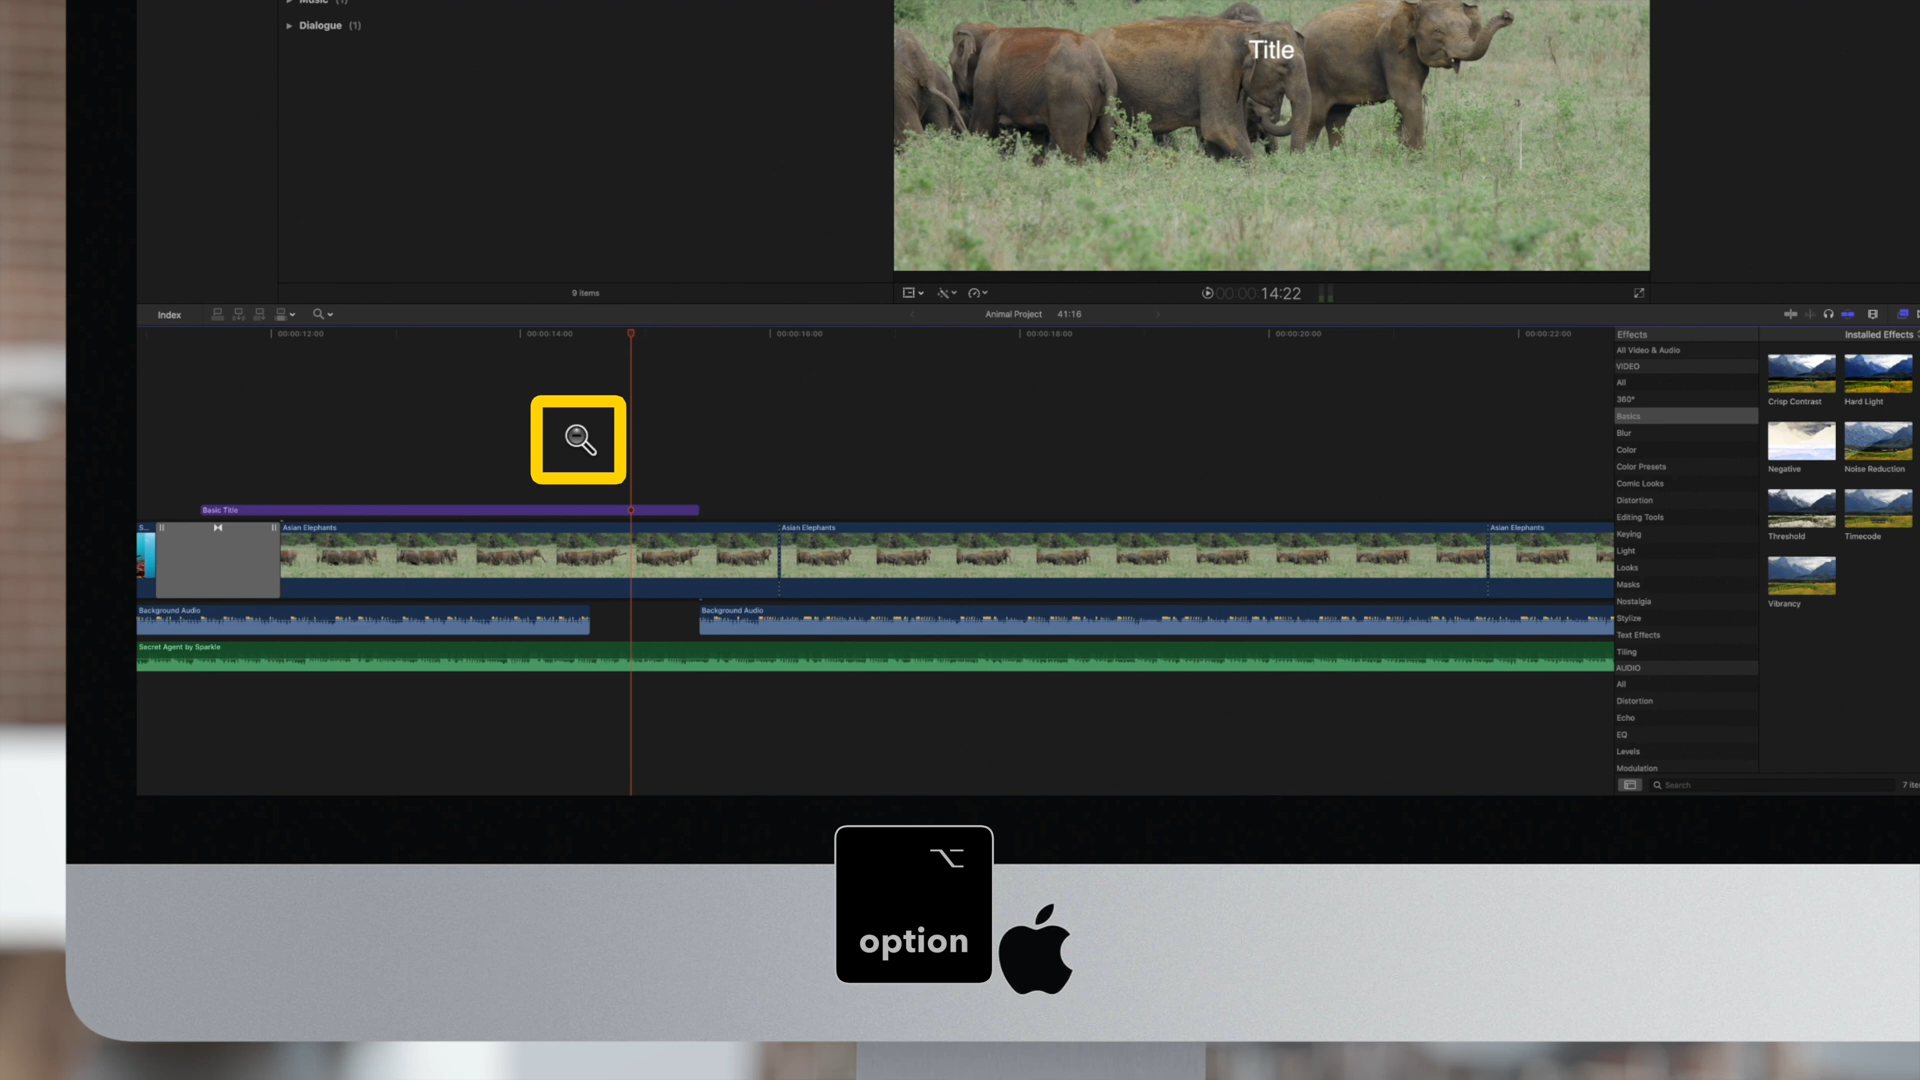 Music (1)
Dialogue (1)
Title
9 items
00:00:00:14:22
Index
Animal Project 41:16
00:00:12:00
00:00:14:00
00:00:16:00
00:00:18:00
00:00:20:00
00:00:22:00
Effects
Installed Effects
All Video & Audio
VIDEO
All
360°
Basics
Blur
Color
Color Presets
Comic Looks
Distortion
Editing Tools
Keying
Light
Looks
Masks
Nostalgia
Stylize
Text Effects
Tiling
AUDIO
All
Distortion
Echo
EQ
Levels
Modulation
Crisp Contrast
Hard Light
Negative
Noise Reduction
Threshold
Timecode
Vibrancy
Search
Basic Title
S...
Asian Elephants
Asian Elephants
Asian Elephants
Background Audio
Background Audio
Secret Agent by Sparkle
option